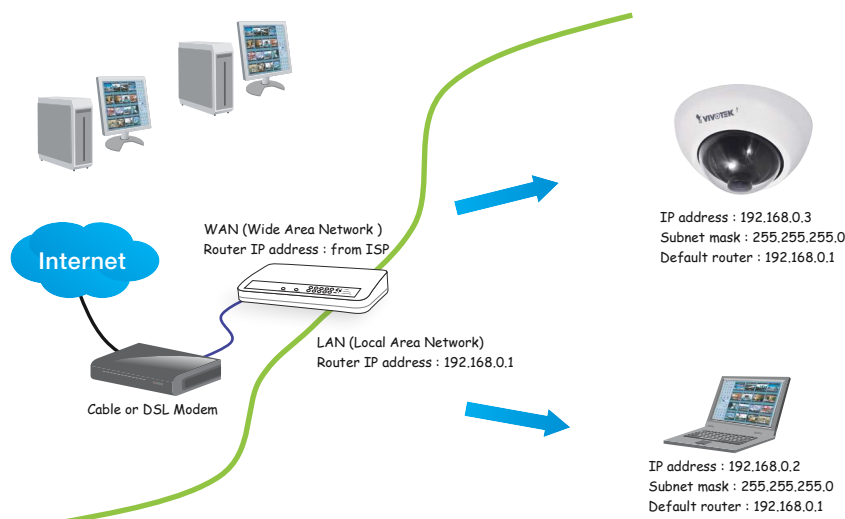 VIVOTEK
WAN (Wide Area Network )
Router IP address : from ISP
Internet
IP address : 192.168.0.3
Subnet mask : 255.255.255.0
Default router : 192.168.0.1
LAN (Local Area Network)
Router IP address : 192.168.0.1
Cable or DSL Modem
IP address : 192.168.0.2
Subnet mask : 255.255.255.0
Default router : 192.168.0.1